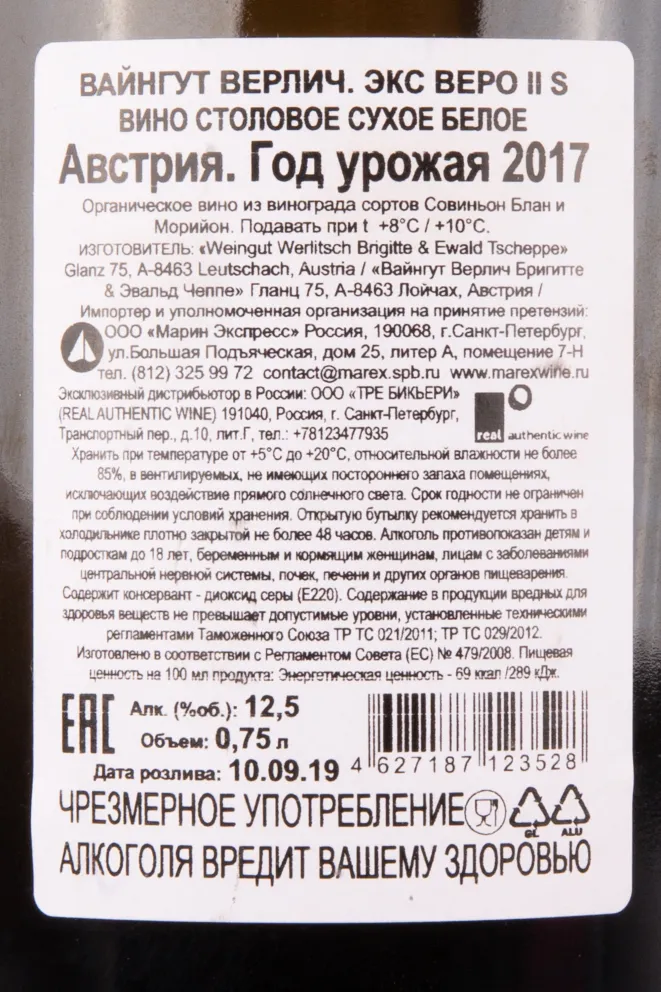 ВАЙНГУТ ВЕРЛИЧ. ЭКС ВЕРО II S
ВИНО СТОЛОВОЕ СУХОЕ БЕЛОЕ
Австрия. Год урожая 2017
Органическое вино из винограда сортов Совиньон Блан и
Морийон. Подавать при t +8°C / +10°C.
ИЗГОТОВИТЕЛЬ: «Weingut Werlitsch Brigitte & Ewald Tscheppe»
Glanz 75, A-8463 Leutschach, Austria / «Вайнгут Верлич Бригитте
& Эвальд Чеппе» Гланц 75, А-8463 Лойчах, Австрия /
Импортер и уполномоченная организация на принятие претензий:
ООО «Марин Экспресс» Россия, 190068, г.Санкт-Петербург,
ул.Большая Подъяческая, дом 25, литер А, помещение 7-Н
тел. (812) 325 99 72 contact@marex.spb.ru www.marexwine.ru
Эксклюзивный дистрибьютор в России: ООО «ТРЕ БИКЬЕРИ»
(REAL AUTHENTIC WINE) 191040, Россия, г. Санкт-Петербург,
Транспортный пер., д.10, лит.Г, тел.: +78123477935
real authentic wine
Хранить при температуре от +5°C до +20°C, относительной влажности не более
85%, в вентилируемых, не имеющих постороннего запаха помещениях,
исключающих воздействие прямого солнечного света. Срок годности не ограничен
при соблюдении условий хранения. Открытую бутылку рекомендуется хранить в
холодильнике плотно закрытой не более 48 часов. Алкоголь противопоказан детям и
подросткам до 18 лет, беременным и кормящим женщинам, лицам с заболеваниями
центральной нервной системы, почек, печени и других органов пищеварения.
Содержит консервант - диоксид серы (Е220). Содержание в продукции вредных для
здоровья веществ не превышает допустимые уровни, установленные техническими
регламентами Таможенного Союза ТР ТС 021/2011; ТР ТС 029/2012.
Изготовлено в соответствии с Регламентом Совета (ЕС) № 479/2008. Пищевая
ценность на 100 мл продукта: Энергетическая ценность - 69 ккал /289 кДж.
EAC
Алк. (%об.): 12,5
Объем: 0,75 л
Дата розлива: 10.09.19
4 627187 123528
ЧРЕЗМЕРНОЕ УПОТРЕБЛЕНИЕ
GL ALU
АЛКОГОЛЯ ВРЕДИТ ВАШЕМУ ЗДОРОВЬЮ